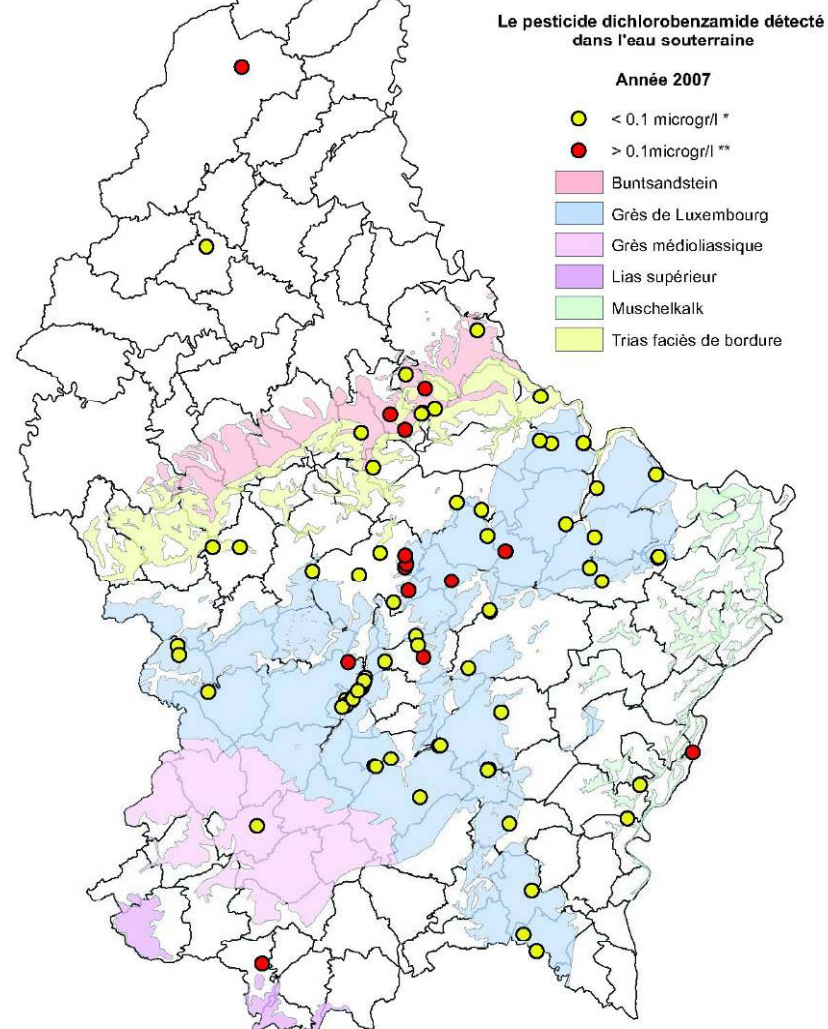 Le pesticide dichlorobenzamide détecté
dans l'eau souterraine
Année 2007
< 0.1 microgr/l *
> 0.1microgr/l **
Buntsandstein
Grès de Luxembourg
Grès médioliassique
Lias supérieur
Muschelkalk
Trias faciès de bordure